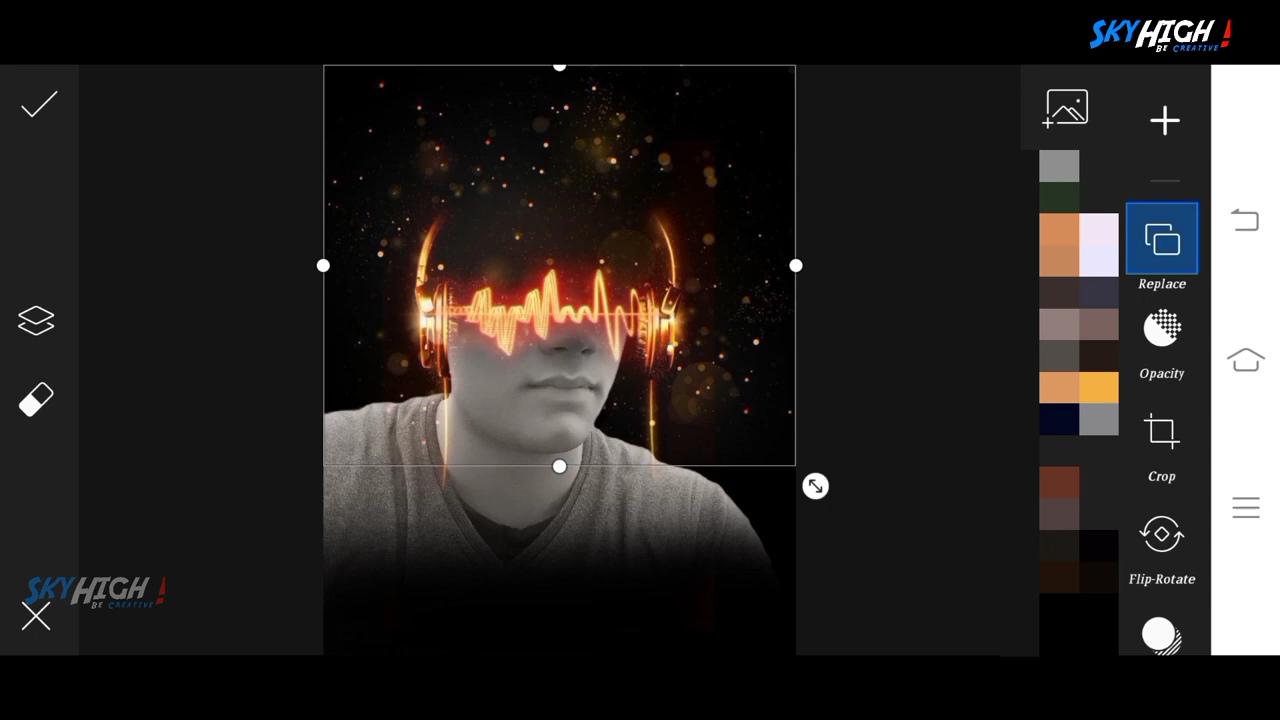 SKYHIGH!
BE CREATIVE
Replace
Opacity
Crop
Flip-Rotate
SKYHIGH!
BE CREATIVE